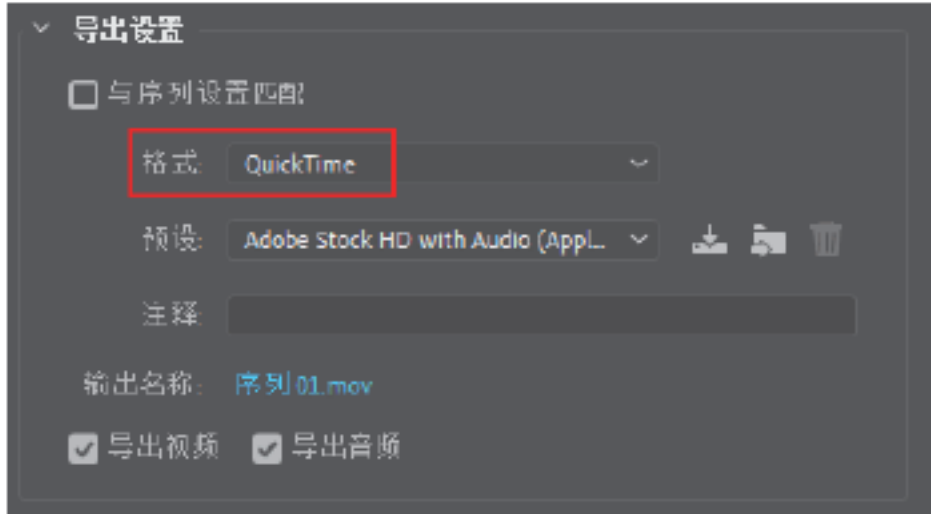 导出设置
与序列设置匹配
格式: QuickTime
预设: Adobe Stock HD with Audio (Appl...
注释:
输出名称: 序列 01.mov
导出视频 导出音频